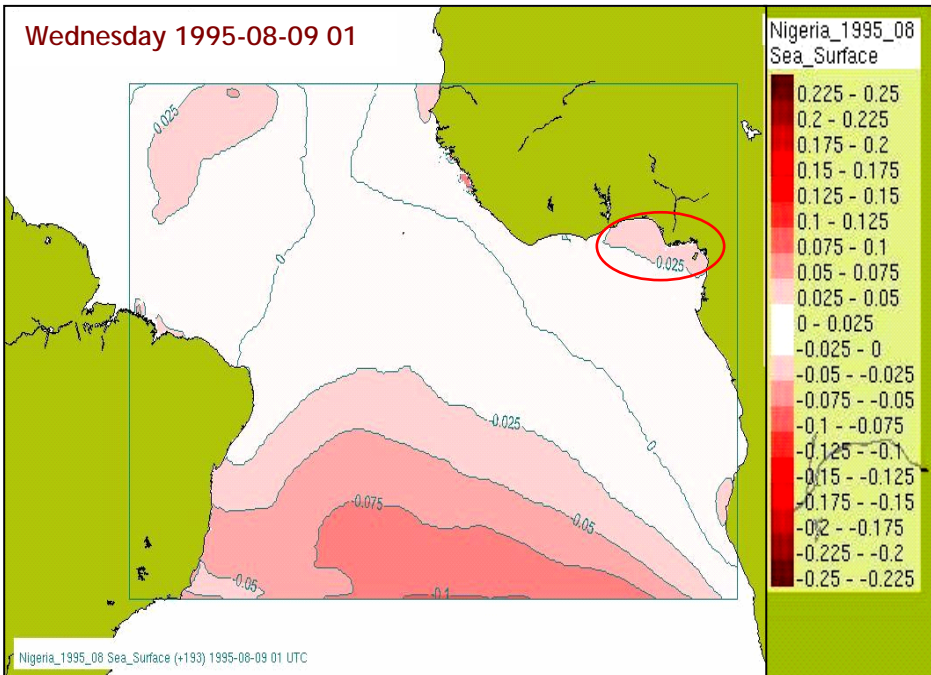 Wednesday 1995-08-09 01
Nigeria_1995_08
Sea_Surface
0.225 - 0.25
0.2 - 0.225
0.175 - 0.2
0.15 - 0.175
0.125 - 0.15
0.1 - 0.125
0.075 - 0.1
0.05 - 0.075
0.025 - 0.05
0 - 0.025
-0.025 - 0
-0.05 - -0.025
-0.075 - -0.05
-0.1 - -0.075
-0.125 - -0.1
-0.15 - -0.125
-0.175 - -0.15
-0.2 - -0.175
-0.225 - -0.2
-0.25 - -0.225
0.025
0
0.025
-0.025
0
-0.075
-0.05
-0.05
-0.1
Nigeria_1995_08 Sea_Surface (+193) 1995-08-09 01 UTC